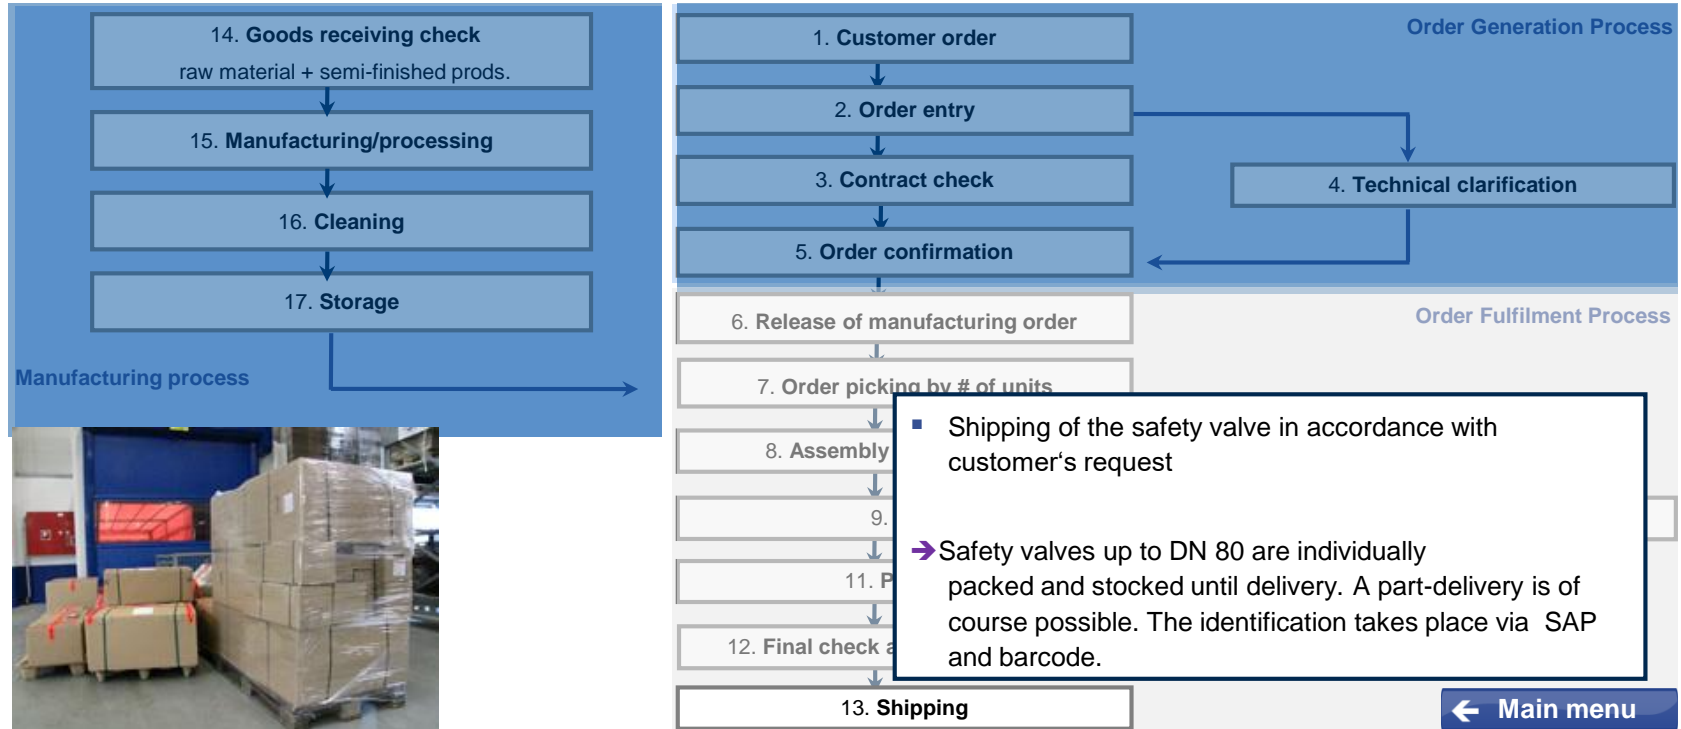 14. Goods receiving check
raw material + semi-finished prods.
15. Manufacturing/processing
16. Cleaning
17. Storage
Manufacturing process
Order Generation Process
1. Customer order
2. Order entry
3. Contract check
4. Technical clarification
5. Order confirmation
Order Fulfilment Process
6. Release of manufacturing order
7. Order picking by # of units
8. Assembly
9.
11. P
12. Final check a
13. Shipping
▪ Shipping of the safety valve in accordance with
customer‘s request
➔Safety valves up to DN 80 are individually
packed and stocked until delivery. A part-delivery is of
course possible. The identification takes place via SAP
and barcode.
← Main menu